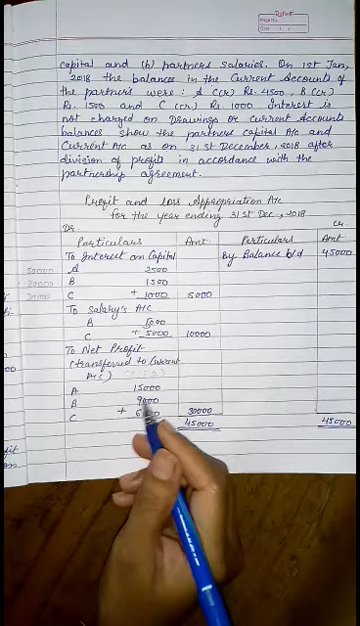 Page No.
Date
capital and (b) partners salaries. On 1st Jan,
2018 the balances in the Current Accounts of
the partners were : A (cr) Rs. 4500, B (cr)
Rs. 1500 and C (cr) Rs. 1000 Interest is
not charged on Drawings or Current Accounts
balances show the partners capital A/c and
Current A/c as on 31st December, 2018 after
division of profit in accordance with the
partnership agreement.
Profit and Loss Appropriation A/c
for the year ending 31st Dec., 2018
Dr. Cr.
Particulars Amt Particulars Amt
To Interest on Capital By Balance b/d 45000
A 2500
B 1500
C + 1000 5000
To Salary's A/c
B 5000
C + 5000 10000
To Net Profit
(transferred to Current
A/c)
A 15000
B 9000
C + 30000
45000 45000
50000